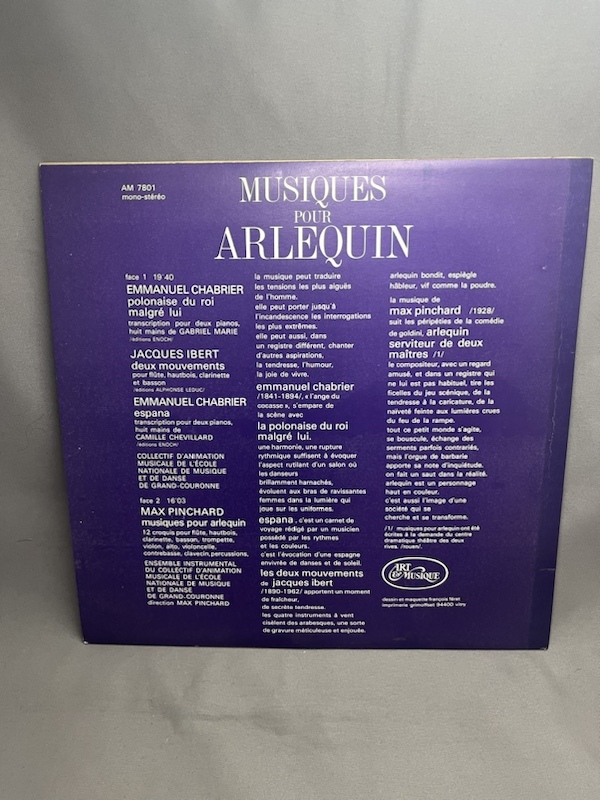 AM 7801
mono-stéréo
MUSIQUES
POUR
ARLEQUIN
face 1 19'40
EMMANUEL CHABRIER
polonaise du roi
malgré lui
transcription pour deux pianos,
huit mains de GABRIEL MARIE
/éditions ENOCH/
JACQUES IBERT
deux mouvements
pour flûte, hautbois, clarinette
et basson
/éditions ALPHONSE LEDUC/
EMMANUEL CHABRIER
espana
transcription pour deux pianos,
huit mains de
CAMILLE CHEVILLARD
/éditions ENOCH/
COLLECTIF D'ANIMATION
MUSICALE DE L'ÉCOLE
NATIONALE DE MUSIQUE
ET DE DANSE
DE GRAND-COURONNE
face 2 16'03
MAX PINCHARD
musiques pour arlequin
12 croquis pour flûte, hautbois,
clarinette, basson, trompette,
violon, alto, violoncelle,
contrebasse, clavecin, percussions,
ENSEMBLE INSTRUMENTAL
DU COLLECTIF D'ANIMATION
MUSICALE DE L'ÉCOLE
NATIONALE DE MUSIQUE
ET DE DANSE
DE GRAND-COURONNE
direction MAX PINCHARD
la musique peut traduire
les tensions les plus aiguës
de l'homme.
elle peut porter jusqu'à
l'incandescence les interrogations
les plus extrêmes.
elle peut aussi, dans
un registre différent, chanter
d'autres aspirations,
la tendresse, l'humour,
la joie de vivre.
emmanuel chabrier
/1841-1894/, « l'ange du
cocasse », s'empare de
la scène avec
la polonaise du roi
malgré lui.
une harmonie, une rupture
rythmique suffisent à évoquer
l'aspect rutilant d'un salon où
les danseurs
brillamment harnachés,
évoluent aux bras de ravissantes
femmes dans la lumière qui
joue sur les uniformes.
espana, c'est un carnet de
voyage rédigé par un musicien
possédé par les rythmes
et les couleurs.
c'est l'évocation d'une espagne
enivrée de danses et de soleil.
les deux mouvements
de jacques ibert
/1890-1962/ apportent un moment
de fraîcheur,
de secrète tendresse.
les quatre instruments à vent
cisèlent des arabesques, une sorte
de gravure méticuleuse et enjouée.
arlequin bondit, espiègle
hâbleur, vif comme la poudre.
la musique de
max pinchard /1928/
suit les péripéties de la comédie
de goldini, arlequin
serviteur de deux
maîtres /1/
le compositeur, avec un regard
amusé, et dans un registre qui
ne lui est pas habituel, tire les
ficelles du jeu scénique, de la
tendresse à la caricature, de la
naïveté feinte aux lumières crues
du feu de la rampe.
tout ce petit monde s'agite,
se bouscule, échange des
serments parfois contrariés,
mais l'orgue de barbarie
apporte sa note d'inquiétude.
on fait un saut dans la réalité.
arlequin est un personnage
haut en couleur.
c'est aussi l'image d'une
société qui se
cherche et se transforme.
/1/ musiques pour arlequin ont été
écrites à la demande du centre
dramatique théâtre des deux
rives. /rouen/.
ART
& MUSIQUE
dessin et maquette françois féret
imprimerie grimoffset 94400 vitry